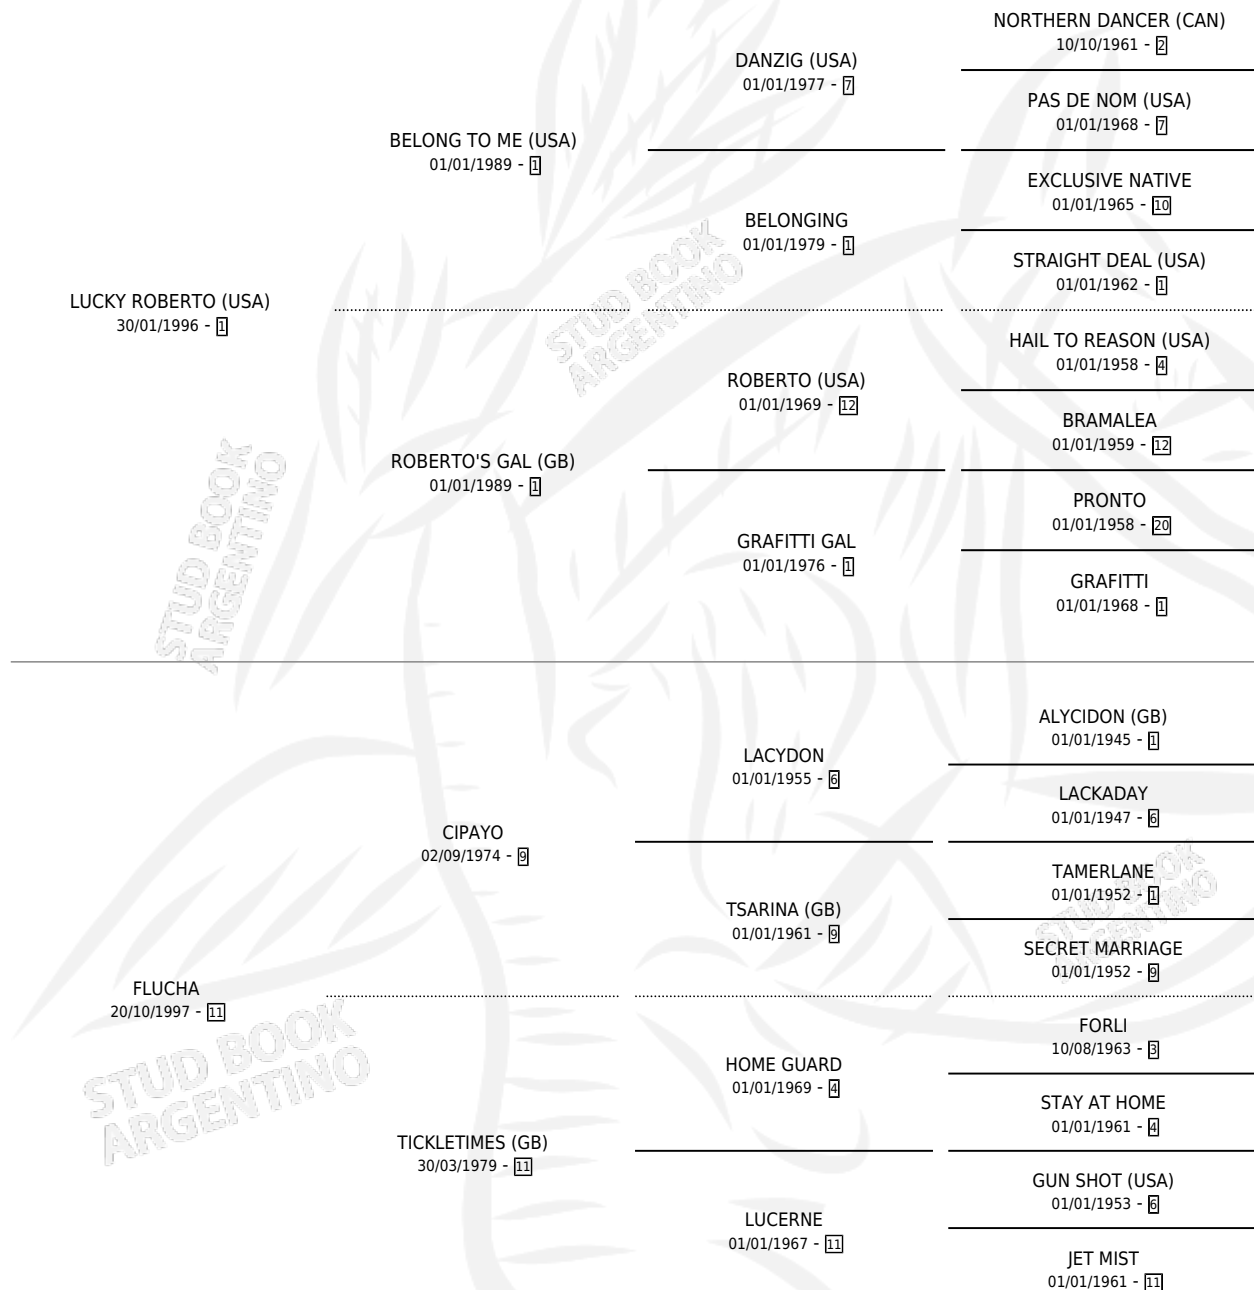 NORTHERN DANCER (CAN)
10/10/1961 - 2
DANZIG (USA)
01/01/1977 - 7
PAS DE NOM (USA)
01/01/1968 - 7
BELONG TO ME (USA)
01/01/1989 - 1
EXCLUSIVE NATIVE
01/01/1965 - 10
BELONGING
01/01/1979 - 1
STRAIGHT DEAL (USA)
01/01/1962 - 1
LUCKY ROBERTO (USA)
30/01/1996 - 1
HAIL TO REASON (USA)
01/01/1958 - 4
ROBERTO (USA)
01/01/1969 - 12
BRAMALEA
01/01/1959 - 12
ROBERTO'S GAL (GB)
01/01/1989 - 1
PRONTO
01/01/1958 - 20
GRAFITTI GAL
01/01/1976 - 1
GRAFITTI
01/01/1968 - 1
STUD BOOK
ARGENTINO
STUD BOOK
ARGENTINO
ALYCIDON (GB)
01/01/1945 - 1
LACYDON
01/01/1955 - 6
LACKADAY
01/01/1947 - 6
CIPAYO
02/09/1974 - 9
TAMERLANE
01/01/1952 - 1
TSARINA (GB)
01/01/1961 - 9
SECRET MARRIAGE
01/01/1952 - 9
STUD BOOK
ARGENTINO
FLUCHA
20/10/1997 - 11
FORLI
10/08/1963 - 3
HOME GUARD
01/01/1969 - 4
STAY AT HOME
01/01/1961 - 4
STUD BOOK
ARGENTINO
TICKLETIMES (GB)
30/03/1979 - 11
GUN SHOT (USA)
01/01/1953 - 6
LUCERNE
01/01/1967 - 11
JET MIST
01/01/1961 - 11